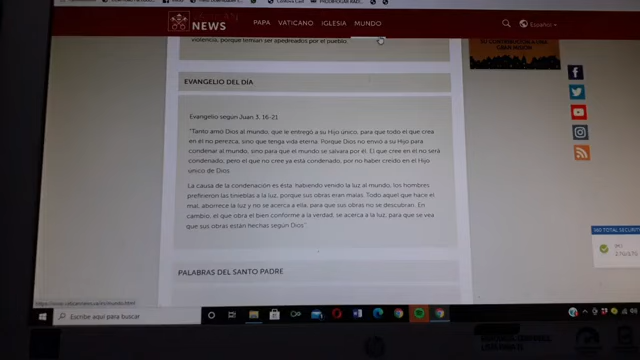 NEWS
PAPA VATICANO IGLESIA MUNDO
Español
violencia, porque temían ser apedreados por el pueblo.
EVANGELIO DEL DÍA
Evangelio según Juan 3, 16-21
"Tanto amó Dios al mundo, que le entregó a su Hijo único, para que todo el que crea
en él no perezca, sino que tenga vida eterna. Porque Dios no envió a su Hijo para
condenar al mundo, sino para que el mundo se salvara por él. El que cree en él no será
condenado; pero el que no cree ya está condenado, por no haber creído en el Hijo
único de Dios.
La causa de la condenación es ésta: habiendo venido la luz al mundo, los hombres
prefirieron las tinieblas a la luz, porque sus obras eran malas. Todo aquel que hace el
mal, aborrece la luz y no se acerca a ella, para que sus obras no se descubran. En
cambio, el que obra el bien conforme a la verdad, se acerca a la luz, para que se vea
que sus obras están hechas según Dios"
PALABRAS DEL SANTO PADRE
360 TOTAL SECURIT
Escribe aquí para buscar